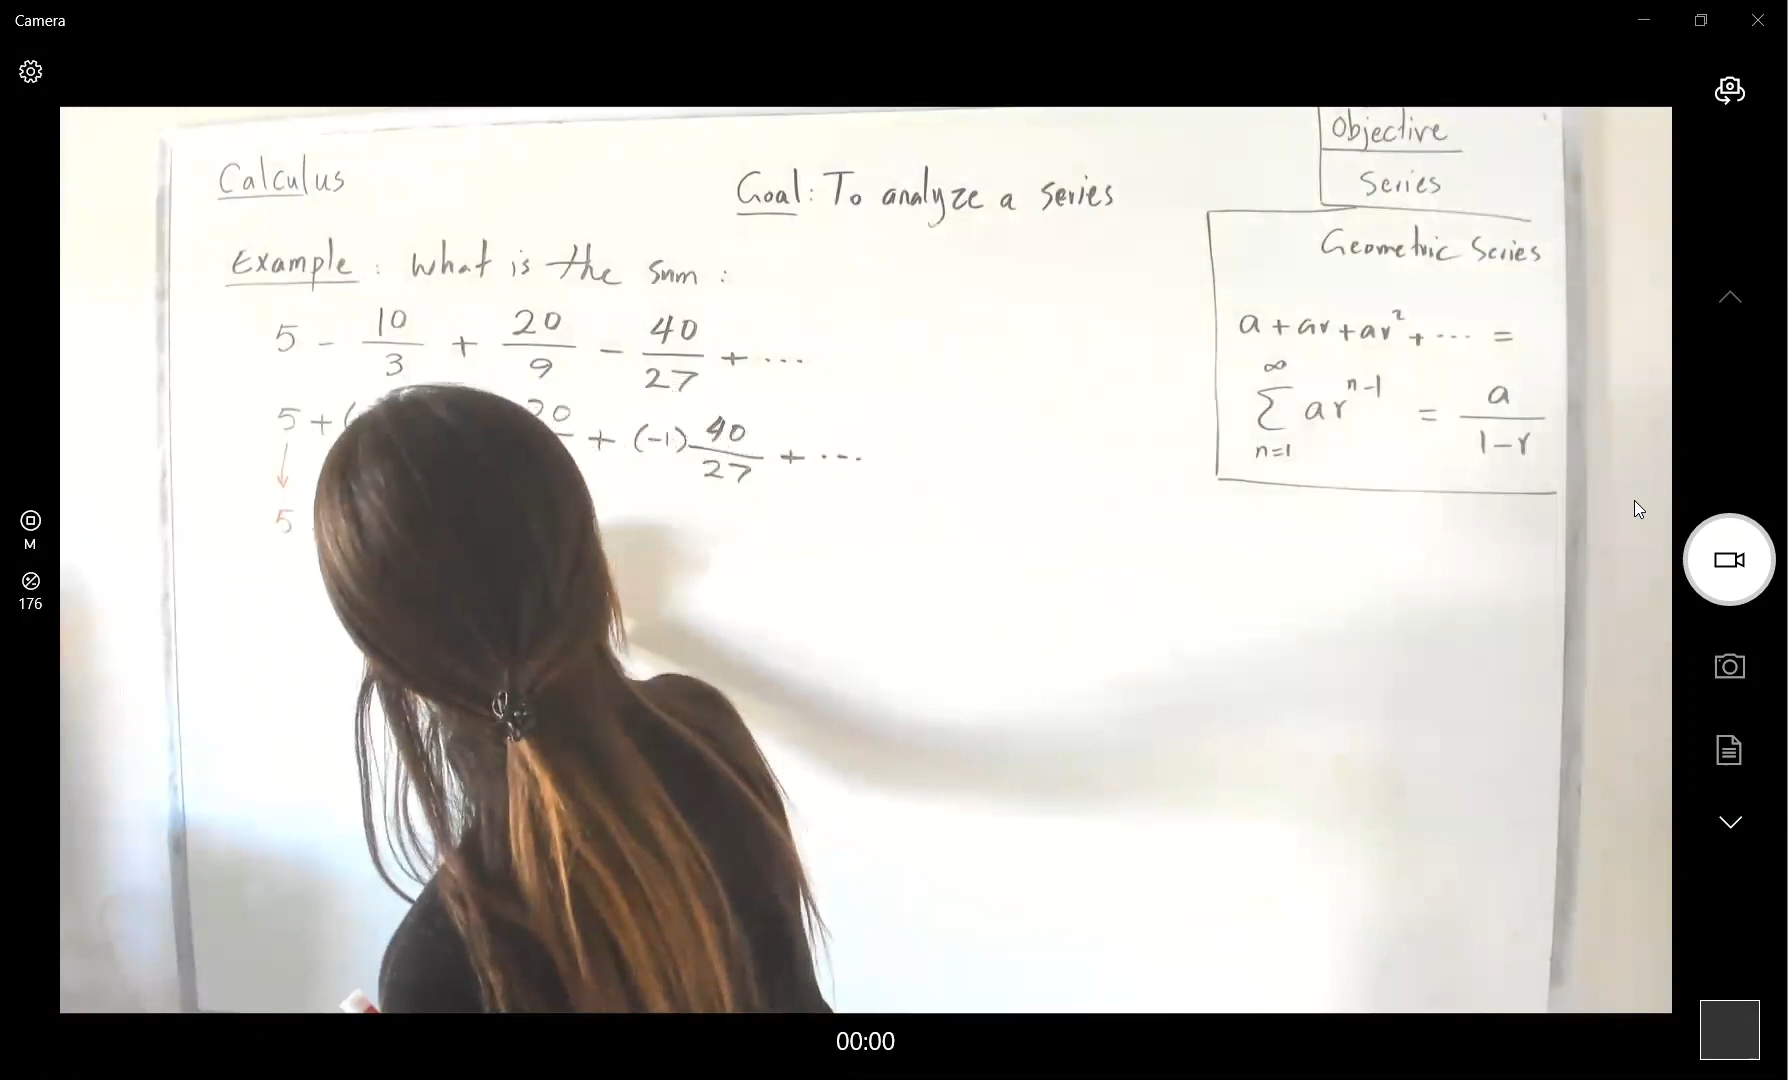 Camera
Objective
Series
Calculus
Goal: To analyze a series
Geometric Series
Example: What is the sum:
5 - 10/3 + 20/9 - 40/27 + ...
a + ar + ar² + ... =
∞
∑ ar^(n-1) = a/(1-r)
n=1
5 + ( 20 + (-1) 40/27 + ...
5
M
176
00:00